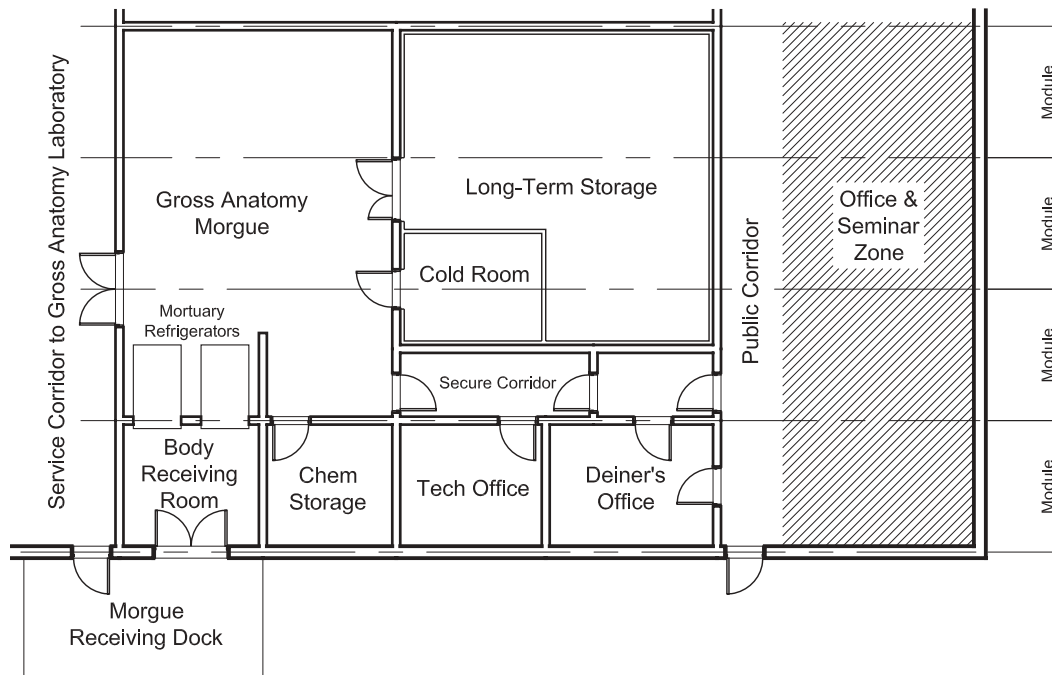 Service Corridor to Gross Anatomy Laboratory
Gross Anatomy
Morgue
Long-Term Storage
Cold Room
Mortuary
Refrigerators
Secure Corridor
Body
Receiving
Room
Chem
Storage
Tech Office
Deiner's
Office
Public Corridor
Office &
Seminar
Zone
Module
Module
Module
Module
Morgue
Receiving Dock